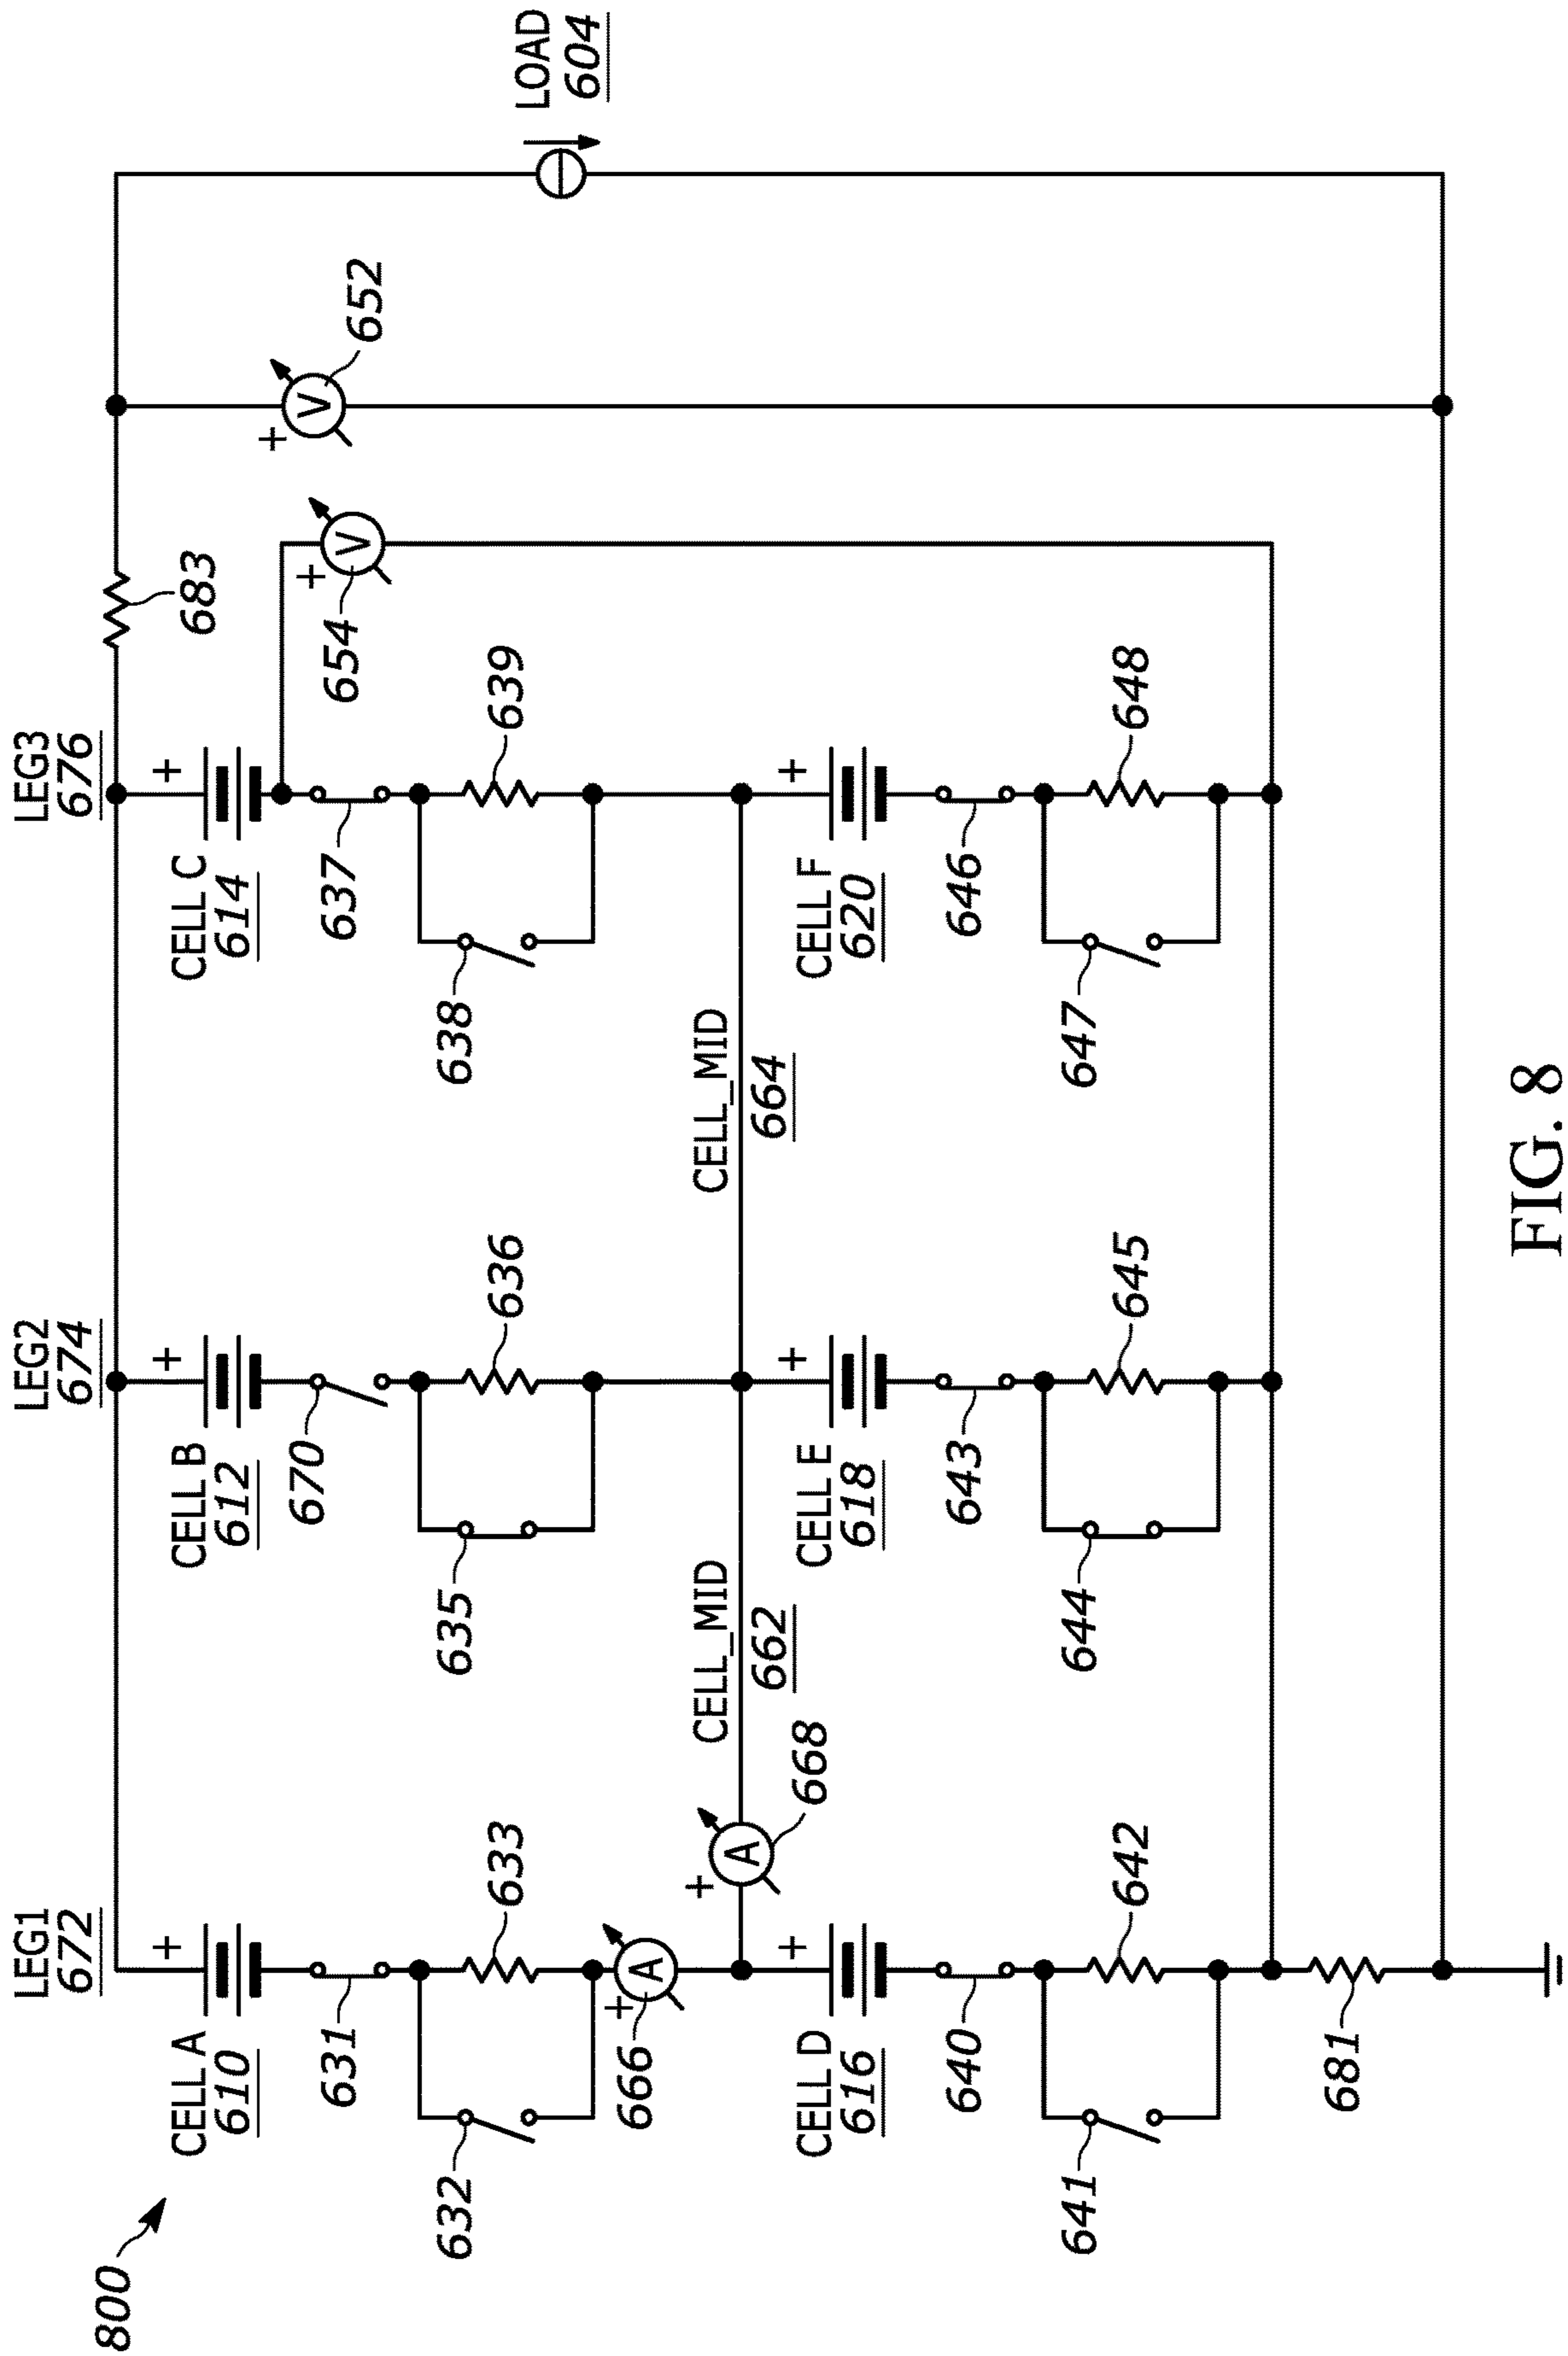 800
LEG1
672
LEG2
674
LEG3
676
683
+
CELL A
610
+
CELL B
612
+
CELL C
614
+
V
652
LOAD
604
631
670
637
+
V
654
632
633
635
636
638
639
+
A
666
+
A
668
CELL_MID
662
CELL_MID
664
+
CELL D
616
+
CELL E
618
+
CELL F
620
640
643
646
641
642
644
645
647
648
681
FIG. 8